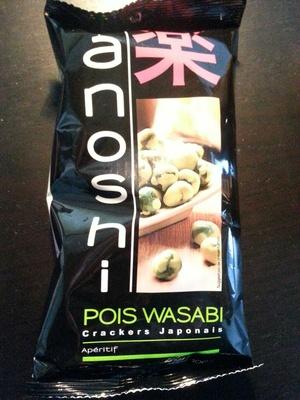 楽
anoshi
POIS WASABI
Crackers Japonais
Apéritif